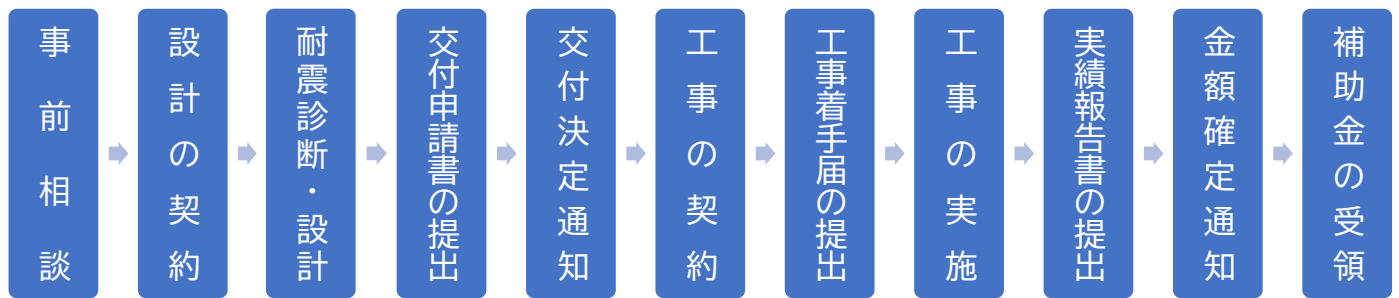 事前相談
設計の契約
耐震診断・設計
交付申請書の提出
交付決定通知
工事の契約
工事着手届の提出
工事の実施
実績報告書の提出
金額確定通知
補助金の受領